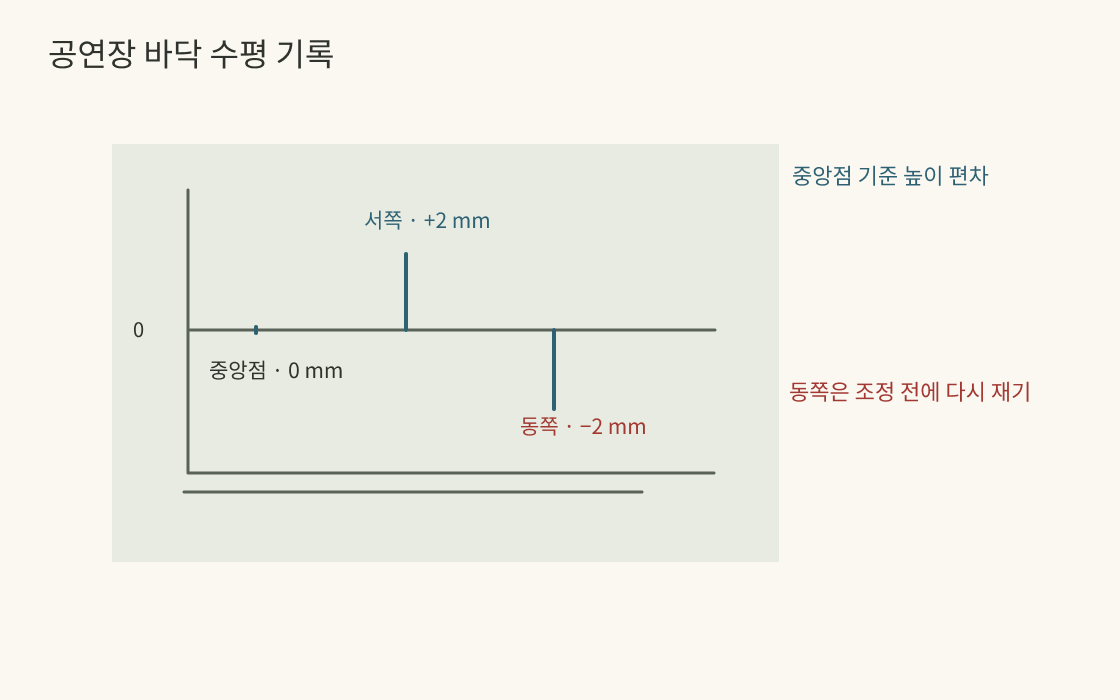 공연장 바닥 수평 기록
중앙점 기준 높이 편차
서쪽 · +2 mm
0
중앙점 · 0 mm
동쪽은 조정 전에 다시 재기
동쪽 · −2 mm